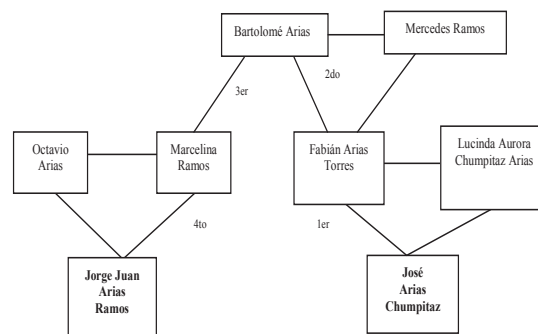 Bartolomé Arias
Mercedes Ramos
3er
2do
Octavio
Arias
Marcelina
Ramos
Fabián Arias
Torres
Lucinda Aurora
Chumpitaz Arias
4to
1er
Jorge Juan
Arias
Ramos
José
Arias
Chumpitaz